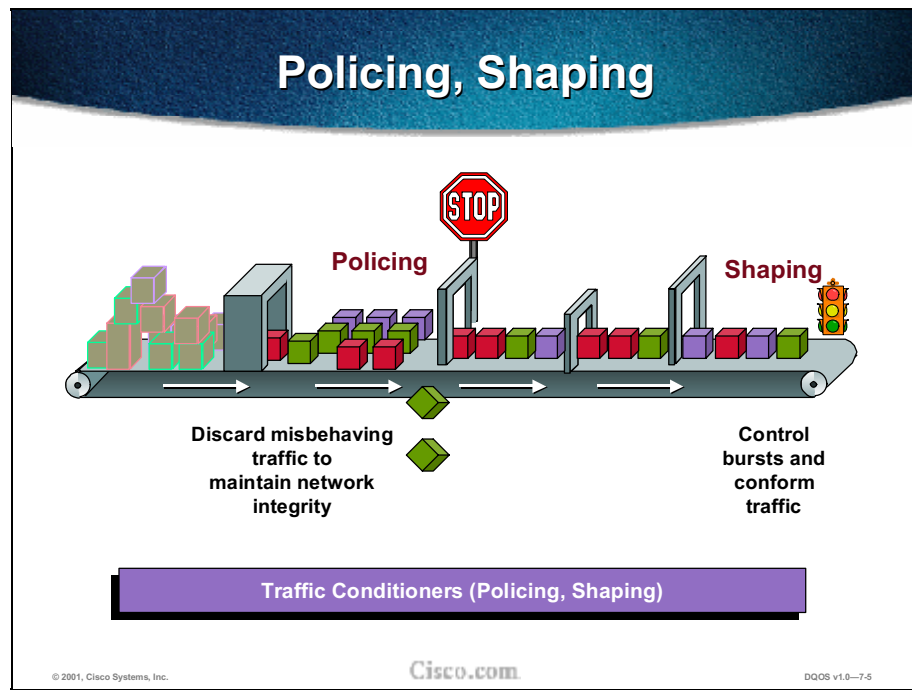 Policing, Shaping
STOP
Policing
Shaping
Discard misbehaving
traffic to
maintain network
integrity
Control
bursts and
conform
traffic
Traffic Conditioners (Policing, Shaping)
© 2001, Cisco Systems, Inc.
Cisco.com
DQOS v1.0—7-5